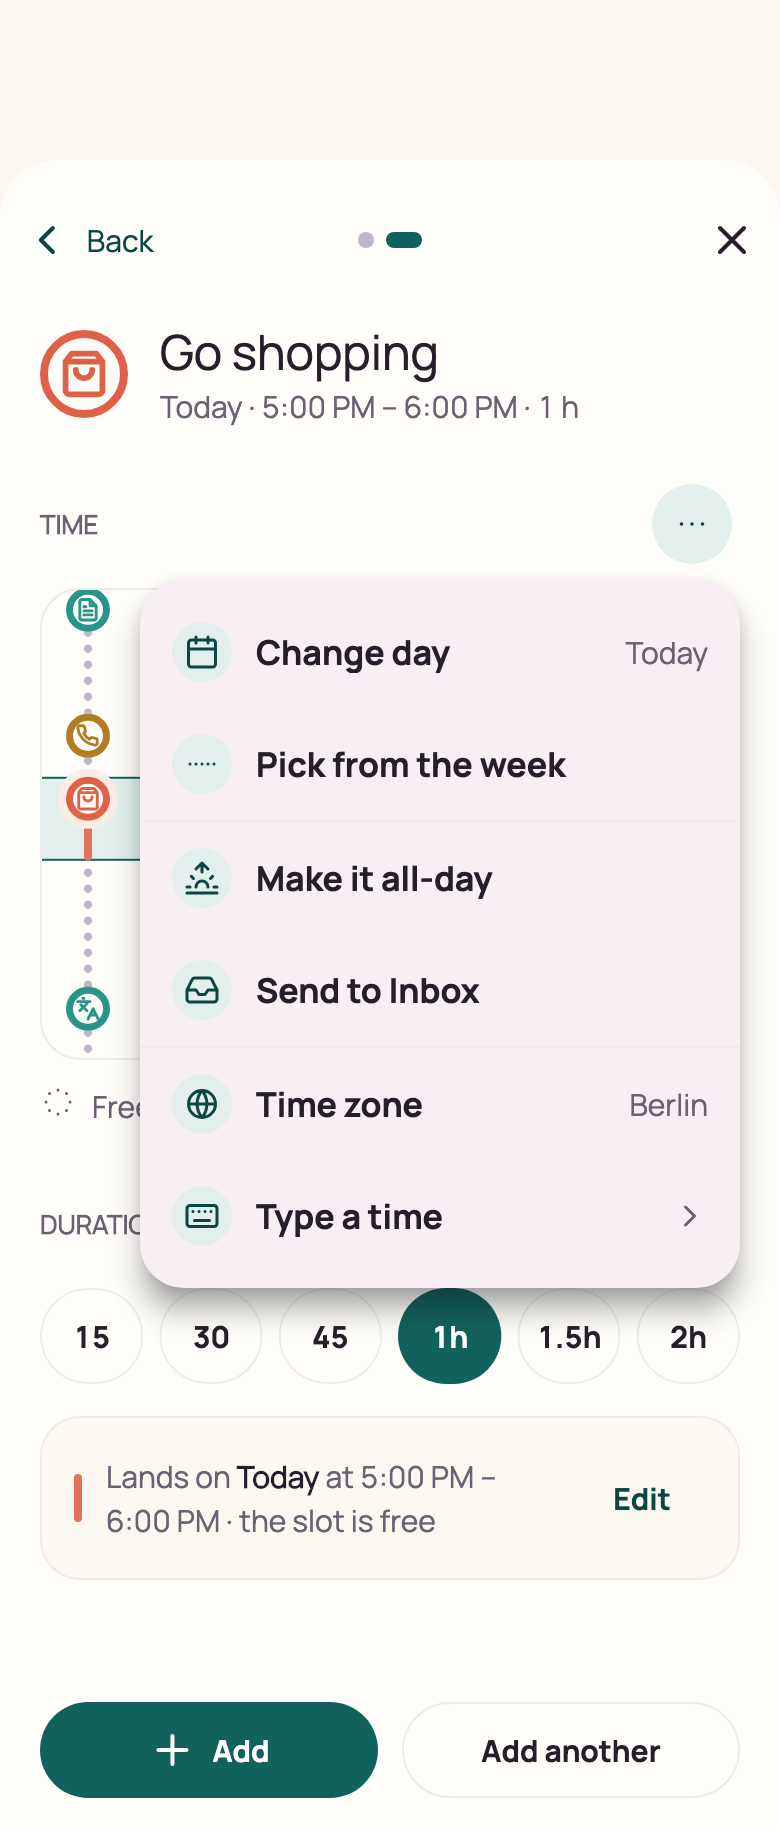 Back
Go shopping
Today · 5:00 PM – 6:00 PM · 1 h
TIME
Change day Today
Pick from the week
Make it all-day
Send to Inbox
Time zone Berlin
Type a time
15 30 45 1h 1.5h 2h
Lands on Today at 5:00 PM –
6:00 PM · the slot is free
Edit
Add Add another